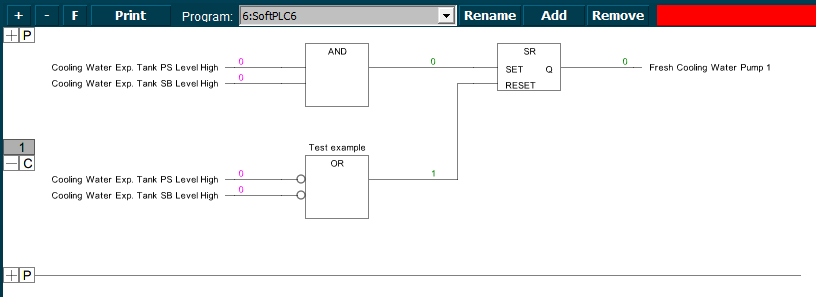 + - F Print Program: 6:SoftPLC6 Rename Add Remove
+ P
AND SR
Cooling Water Exp. Tank PS Level High 0 0 SET Q 0 Fresh Cooling Water Pump 1
Cooling Water Exp. Tank SB Level High 0 RESET
1 Test example
- C OR
Cooling Water Exp. Tank PS Level High 0 1
Cooling Water Exp. Tank SB Level High 0
+ P